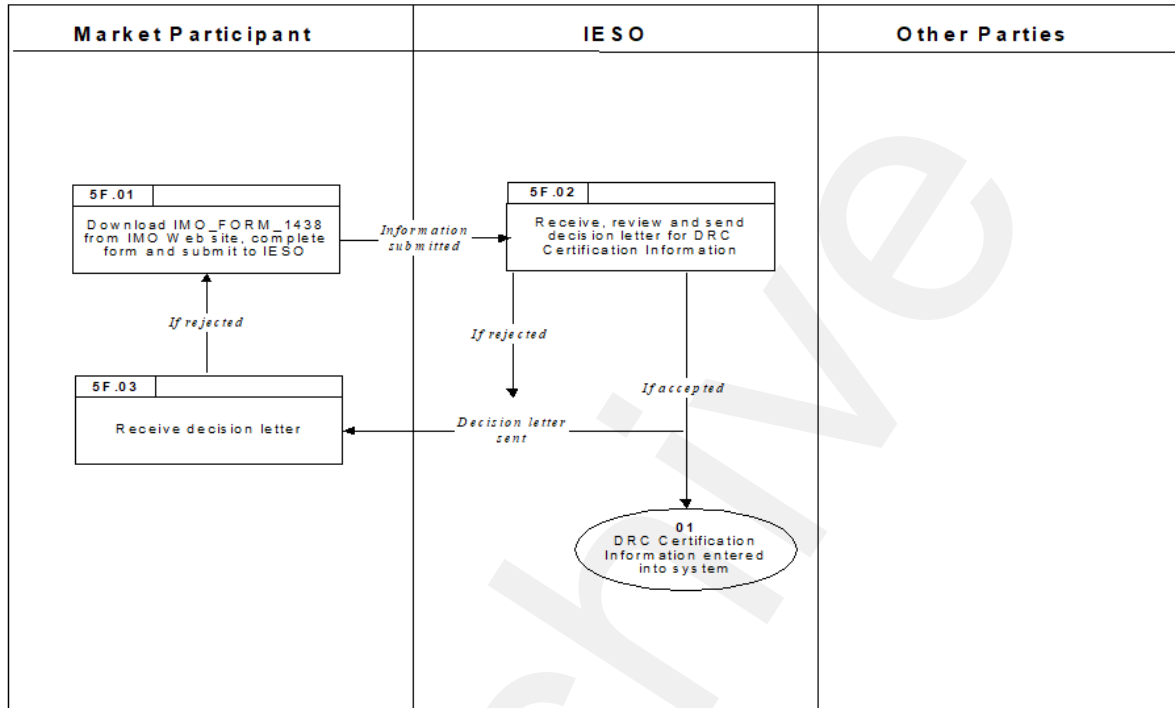 Market Participant
IESO
Other Parties
5F.01
Download IMO_FORM_1438
from IMO Web site, complete
form and submit to IESO
Information
submitted
5F.02
Receive, review and send
decision letter for DRC
Certification Information
If rejected
If rejected
If accepted
5F.03
Receive decision letter
Decision letter
sent
01
DRC Certification
Information entered
into system